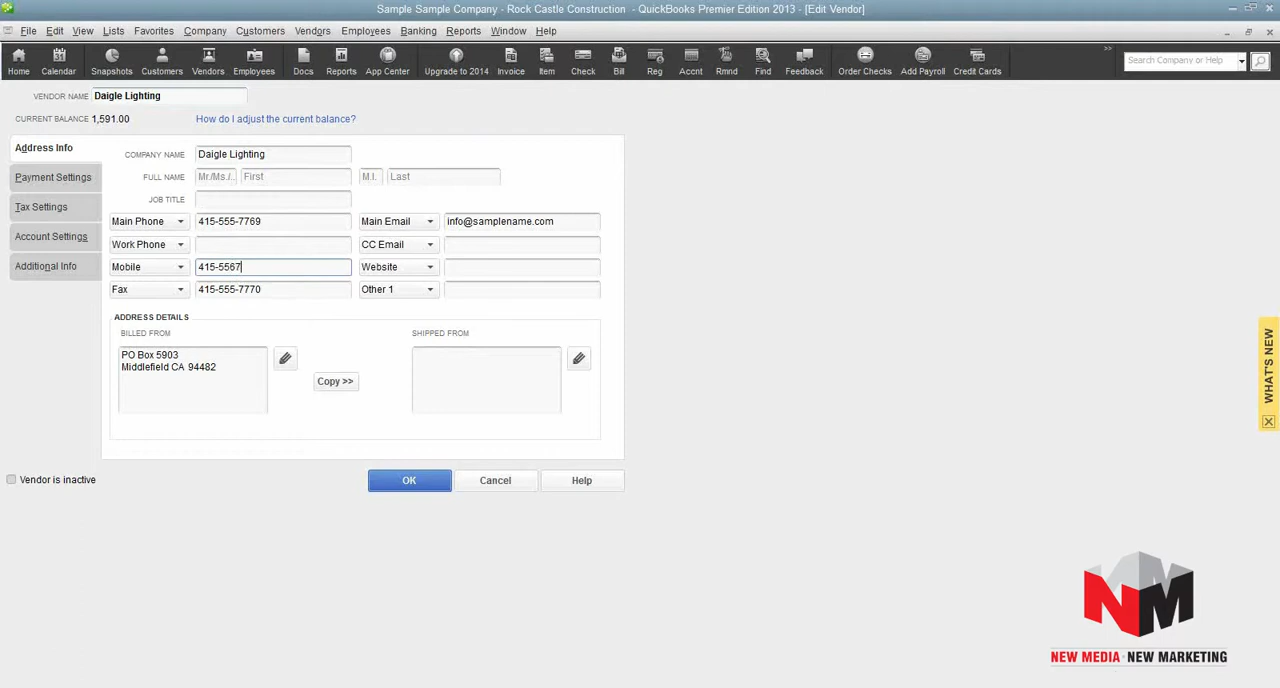 Sample Sample Company - Rock Castle Construction - QuickBooks Premier Edition 2013 - [Edit Vendor]
File Edit View Lists Favorites Company Customers Vendors Employees Banking Reports Window Help
Home Calendar Snapshots Customers Vendors Employees Docs Reports App Center Upgrade to 2014 Invoice Item Check Bill Reg Accnt Rmnd Find Feedback Order Checks Add Payroll Credit Cards
Search Company or Help
VENDOR NAME Daigle Lighting
CURRENT BALANCE 1,591.00 How do I adjust the current balance?
Address Info
Payment Settings
Tax Settings
Account Settings
Additional Info
COMPANY NAME Daigle Lighting
FULL NAME Mr./Ms./.. First M.I. Last
JOB TITLE
Main Phone 415-555-7769 Main Email info@samplename.com
Work Phone CC Email
Mobile 415-5567 Website
Fax 415-555-7770 Other 1
ADDRESS DETAILS
BILLED FROM SHIPPED FROM
PO Box 5903
Middlefield CA 94482
Copy >>
Vendor is inactive
OK Cancel Help
WHAT'S NEW
NM
NEW MEDIA · NEW MARKETING